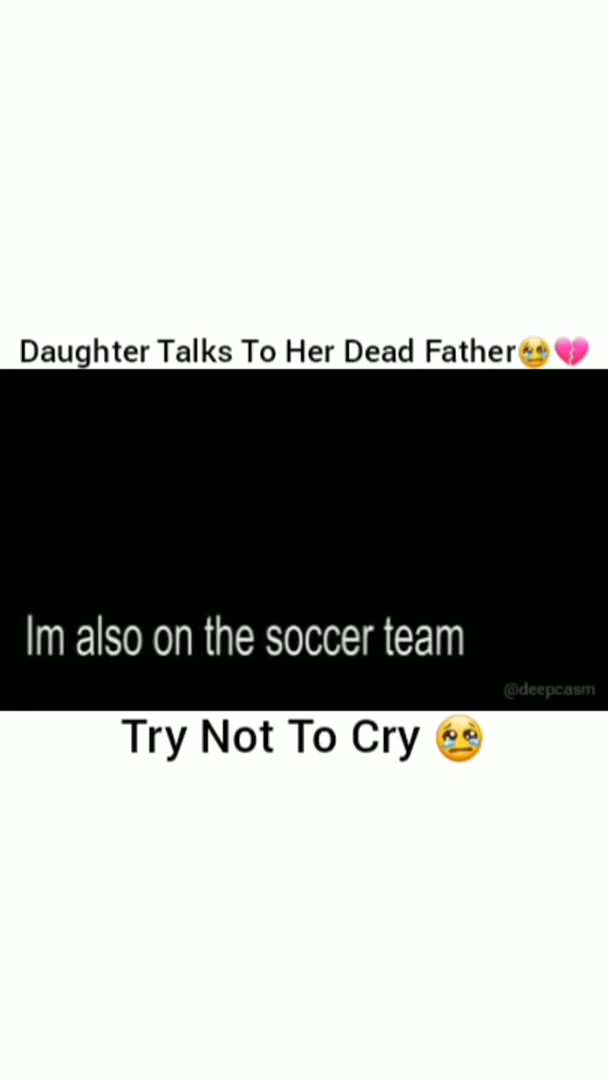 Daughter Talks To Her Dead Father🥹💔
Im also on the soccer team
@deepcasm
Try Not To Cry 🥹